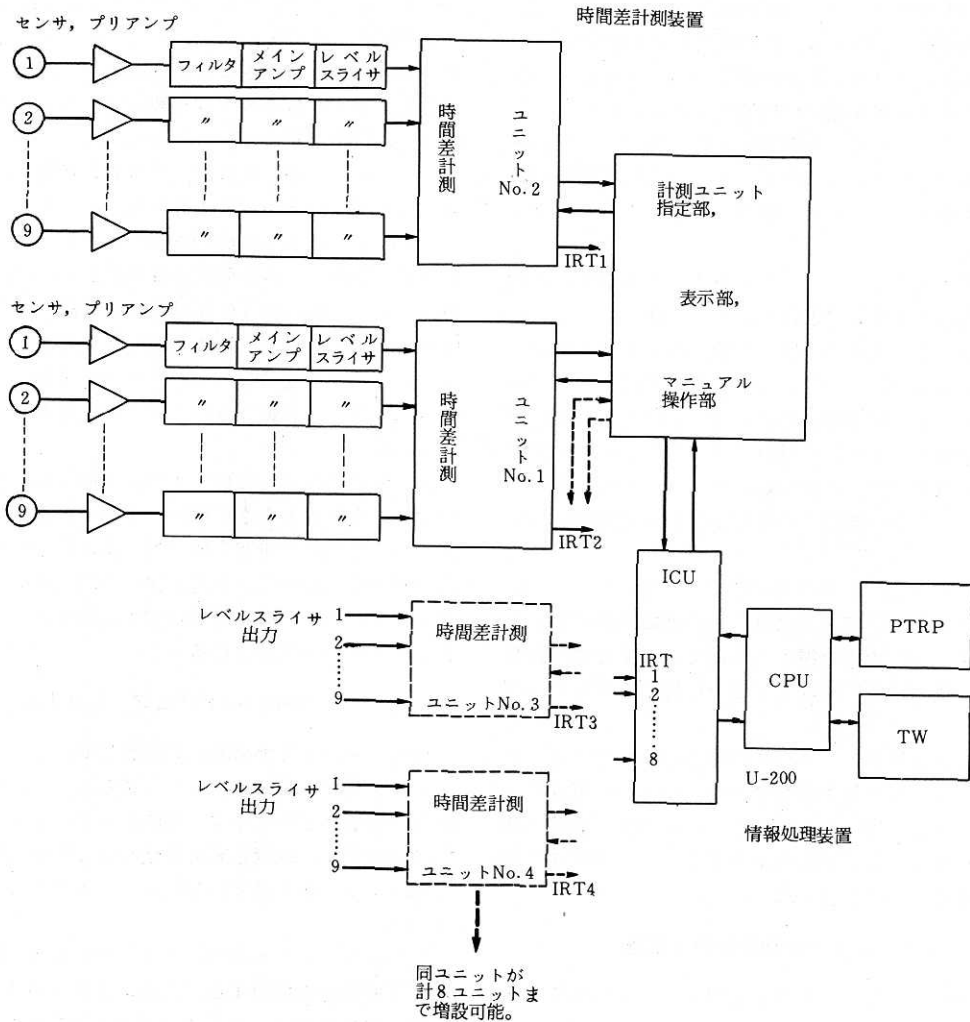 時間差計測装置
センサ, プリアンプ
1
フィルタ
メイン
アンプ
レベル
スライサ
2
〃
〃
〃
9
〃
〃
〃
時間差計測
ユニット
No.2
IRT1
計測ユニット
指定部,
表示部,
マニュアル
操作部
センサ, プリアンプ
1
フィルタ
メイン
アンプ
レベル
スライサ
2
〃
〃
〃
9
〃
〃
〃
時間差計測
ユニット
No.1
IRT2
レベルスライサ
出力
1
2
9
時間差計測
ユニットNo.3
IRT3
レベルスライサ
出力
1
2
9
時間差計測
ユニットNo.4
IRT4
同ユニットが
計8ユニットま
で増設可能。
ICU
IRT
1
2
8
CPU
U-200
PTRP
TW
情報処理装置